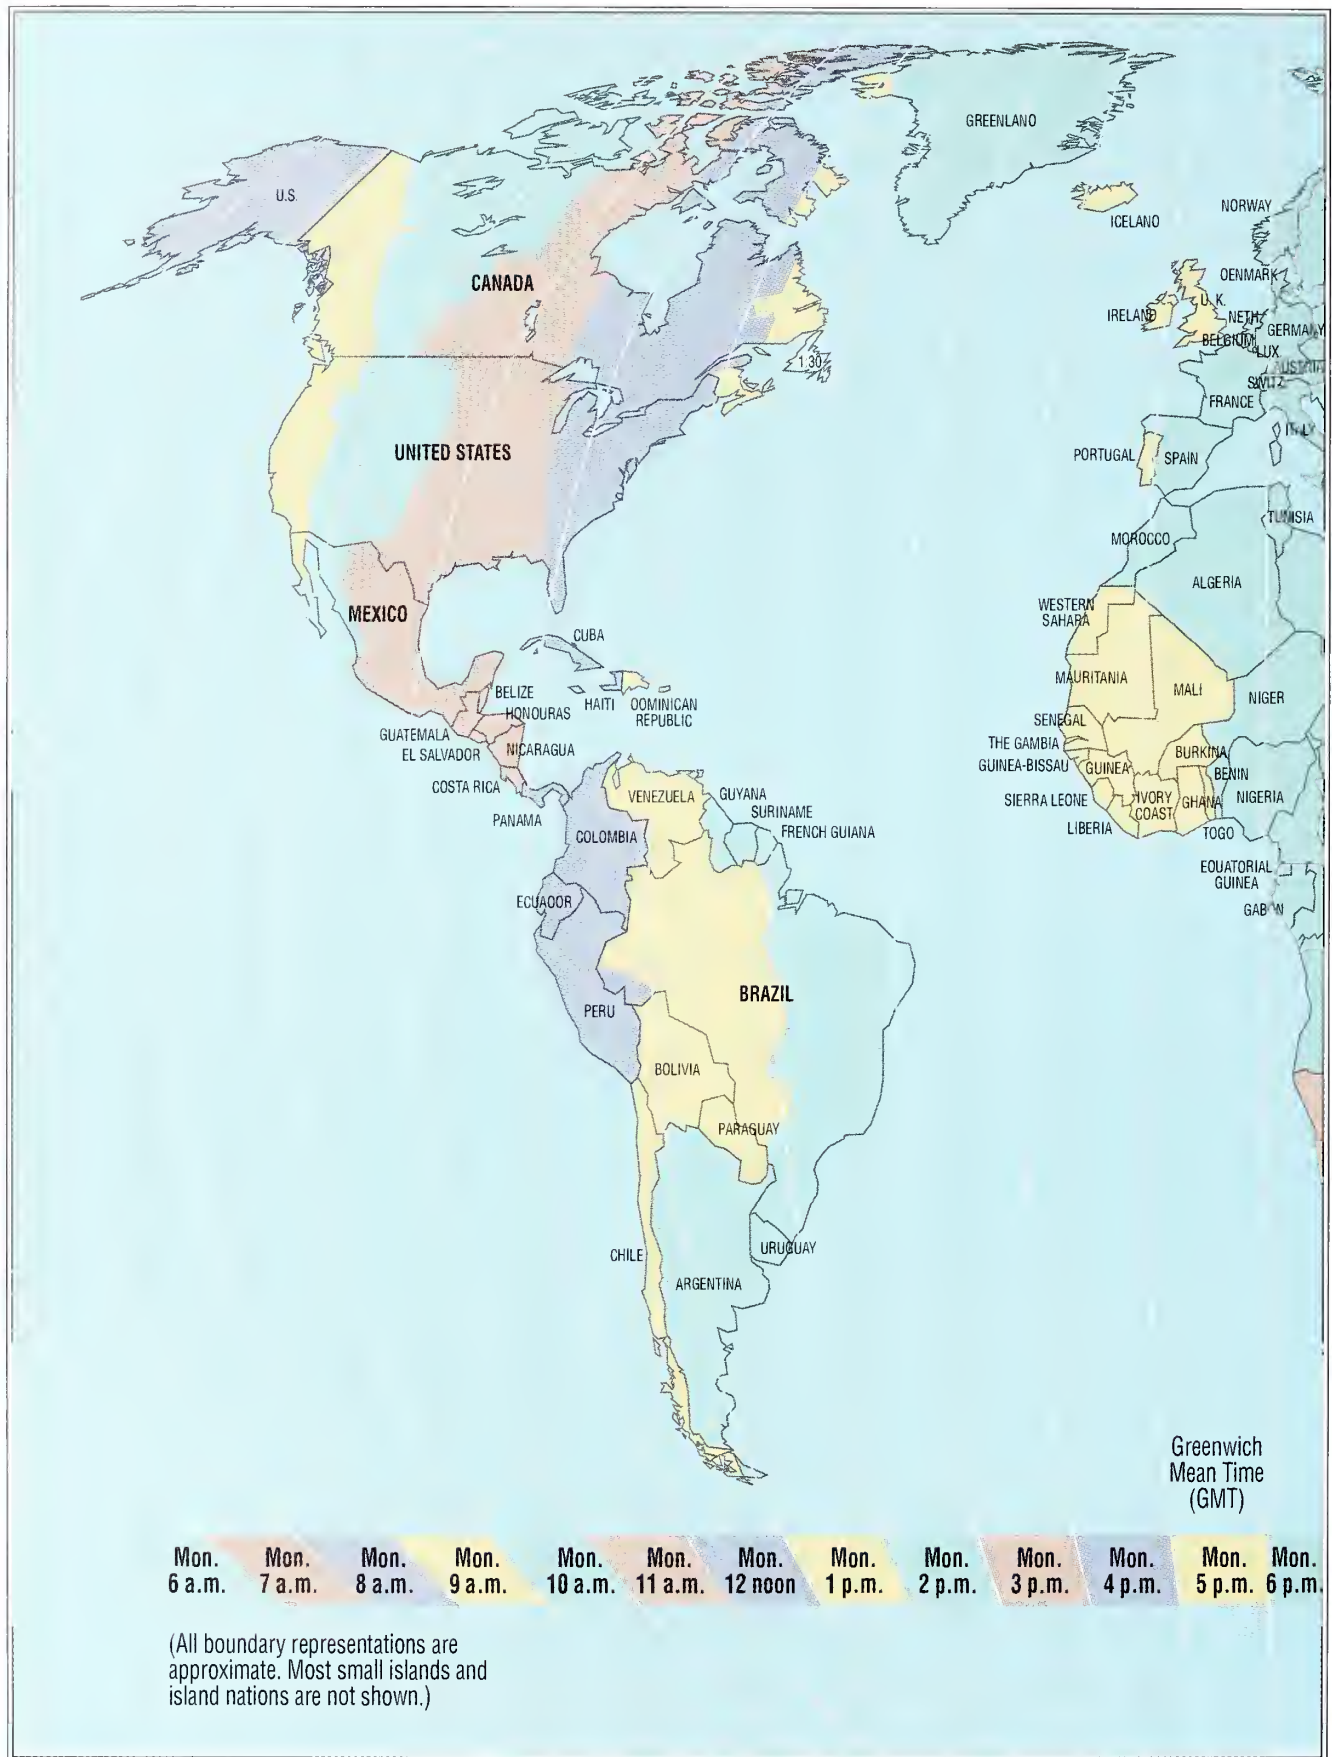 GREENLANO
U.S.
ICELANO
NORWAY
CANADA
OENMARK
U. K.
IRELAND
NETH.
GERMANY
BELGIUM
LUX
1:30
AUSTRIA
SWITZ.
FRANCE
UNITED STATES
ITALY
PORTUGAL
SPAIN
TUNISIA
MOROCCO
ALGERIA
MEXICO
WESTERN
SAHARA
CUBA
MAURITANIA
MALI
NIGER
BELIZE
HAITI
OOMINICAN
REPUBLIC
HONOURAS
GUATEMALA
EL SALVADOR
NICARAGUA
SENEGAL
THE GAMBIA
GUINEA-BISSAU
GUINEA
BURKINA
BENIN
COSTA RICA
PANAMA
VENEZUELA
GUYANA
SURINAME
FRENCH GUIANA
SIERRA LEONE
IVORY
COAST
GHANA
NIGERIA
LIBERIA
TOGO
COLOMBIA
EQUATORIAL
GUINEA
ECUAOOR
GABON
BRAZIL
PERU
BOLIVIA
PARAGUAY
CHILE
URUGUAY
ARGENTINA
Greenwich
Mean Time
(GMT)
Mon. Mon. Mon. Mon. Mon. Mon. Mon. Mon. Mon. Mon. Mon. Mon. Mon.
6 a.m. 7 a.m. 8 a.m. 9 a.m. 10 a.m. 11 a.m. 12 noon 1 p.m. 2 p.m. 3 p.m. 4 p.m. 5 p.m. 6 p.m.
(All boundary representations are
approximate. Most small islands and
island nations are not shown.)